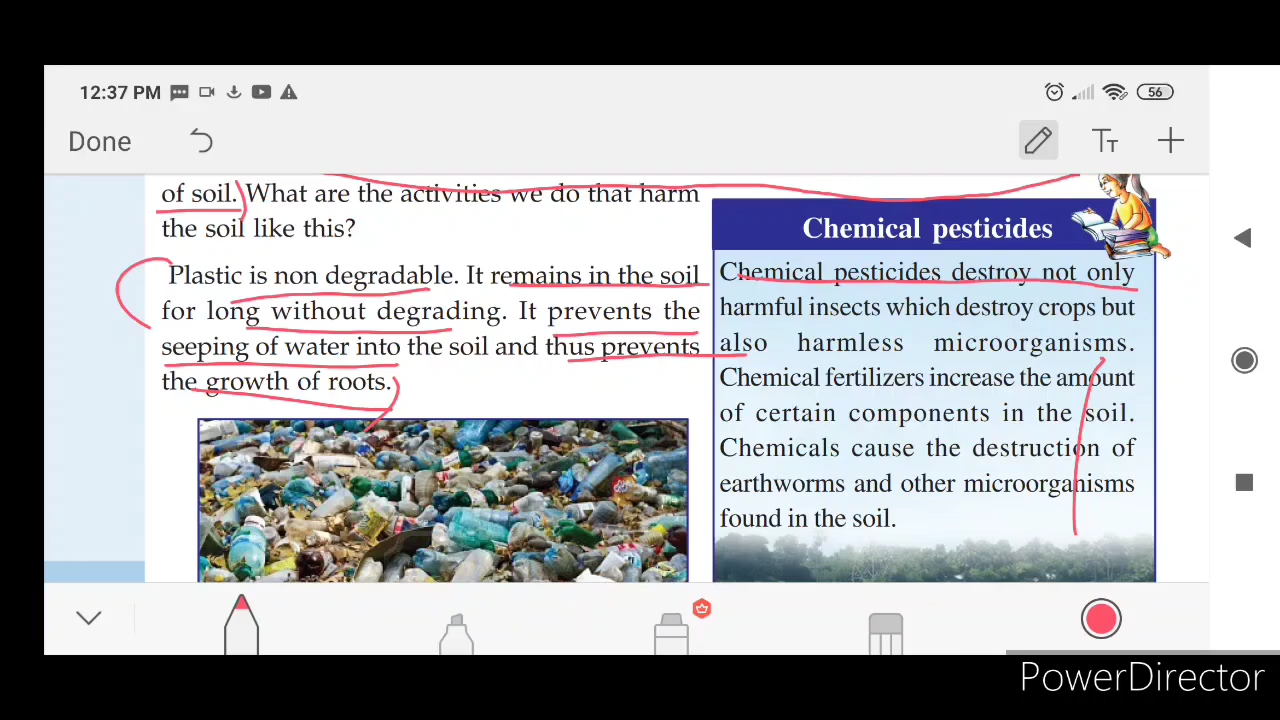 12:37 PM
56
Done
TT
of soil. What are the activities we do that harm
the soil like this?
Plastic is non degradable. It remains in the soil
for long without degrading. It prevents the
seeping of water into the soil and thus prevents
the growth of roots.
Chemical pesticides
Chemical pesticides destroy not only
harmful insects which destroy crops but
also harmless microorganisms.
Chemical fertilizers increase the amount
of certain components in the soil.
Chemicals cause the destruction of
earthworms and other microorganisms
found in the soil.
PowerDirector